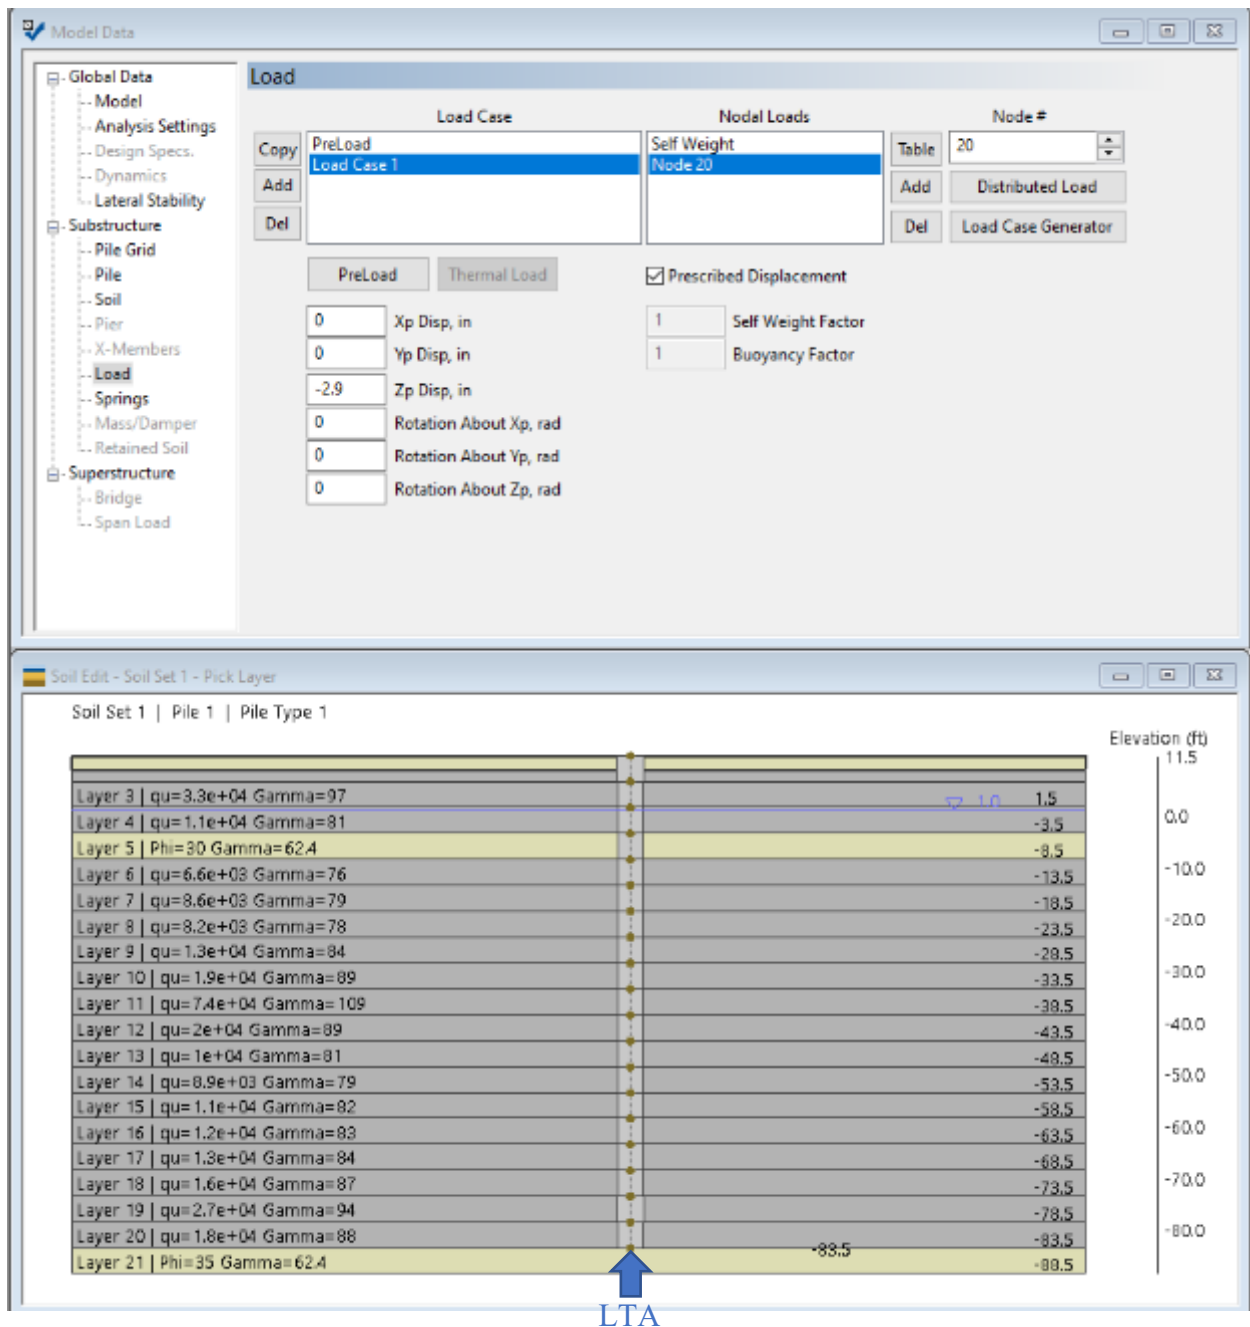 Model Data
Global Data
Model
Analysis Settings
Design Specs.
Dynamics
Lateral Stability
Substructure
Pile Grid
Pile
Soil
Pier
X-Members
Load
Springs
Mass/Damper
Retained Soil
Superstructure
Bridge
Span Load
Load
Load Case Nodal Loads Node #
Copy PreLoad Self Weight Table 20
Load Case 1 Node 20
Add Add Distributed Load
Del Del Load Case Generator
PreLoad Thermal Load Prescribed Displacement
0 Xp Disp, in 1 Self Weight Factor
0 Yp Disp, in 1 Buoyancy Factor
-2.9 Zp Disp, in
0 Rotation About Xp, rad
0 Rotation About Yp, rad
0 Rotation About Zp, rad
Soil Edit - Soil Set 1 - Pick Layer
Soil Set 1 | Pile 1 | Pile Type 1
Elevation (ft)
11.5
Layer 3 | qu=3.3e+04 Gamma=97 1.0 1.5
Layer 4 | qu=1.1e+04 Gamma=81 -3.5 0.0
Layer 5 | Phi=30 Gamma=62.4 -8.5
Layer 6 | qu=6.6e+03 Gamma=76 -13.5 -10.0
Layer 7 | qu=8.6e+03 Gamma=79 -18.5
Layer 8 | qu=8.2e+03 Gamma=78 -23.5 -20.0
Layer 9 | qu=1.3e+04 Gamma=84 -28.5
Layer 10 | qu=1.9e+04 Gamma=89 -33.5 -30.0
Layer 11 | qu=7.4e+04 Gamma=109 -38.5
Layer 12 | qu=2e+04 Gamma=89 -43.5 -40.0
Layer 13 | qu=1e+04 Gamma=81 -48.5
Layer 14 | qu=8.9e+03 Gamma=79 -53.5 -50.0
Layer 15 | qu=1.1e+04 Gamma=82 -58.5
Layer 16 | qu=1.2e+04 Gamma=83 -63.5 -60.0
Layer 17 | qu=1.3e+04 Gamma=84 -68.5
Layer 18 | qu=1.6e+04 Gamma=87 -73.5 -70.0
Layer 19 | qu=2.7e+04 Gamma=94 -78.5
Layer 20 | qu=1.8e+04 Gamma=88 -83.5 -83.5 -80.0
Layer 21 | Phi=35 Gamma=62.4 -88.5
LTA